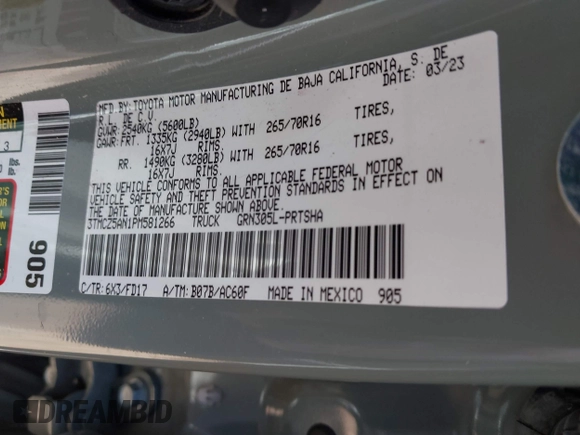 MFD.BY:TOYOTA MOTOR MANUFACTURING DE BAJA CALIFORNIA, S. DE
R.L. DE C.V. DATE: 03/23
GVWR: 2540KG (5600LB)
GAWR:FRT. 1335KG (2940LB) WITH 265/70R16 TIRES,
16X7J RIMS.
RR. 1490KG (3280LB) WITH 265/70R16 TIRES,
16X7J RIMS.
THIS VEHICLE CONFORMS TO ALL APPLICABLE FEDERAL MOTOR
VEHICLE SAFETY AND THEFT PREVENTION STANDARDS IN EFFECT ON
THE DATE OF MANUFACTURE SHOWN ABOVE.
3TMCZ5AN1PM581266 TRUCK GRN305L-PRTSHA
C/TR: 6X3/FD17 A/TM: B07B/AC60F MADE IN MEXICO 905
905
lbs.
DREAMBID